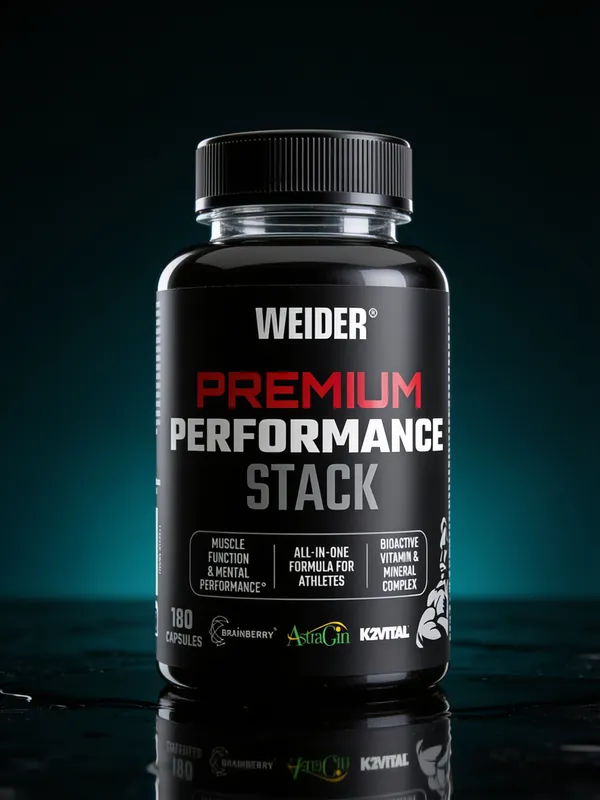 WEIDER®
PREMIUM
PERFORMANCE
STACK
MUSCLE
FUNCTION
& MENTAL
PERFORMANCE°
ALL-IN-ONE
FORMULA FOR
ATHLETES
BIOACTIVE
VITAMIN &
MINERAL
COMPLEX
180
CAPSULES
BRAINBERRY®
AstraGin
K2VITAL